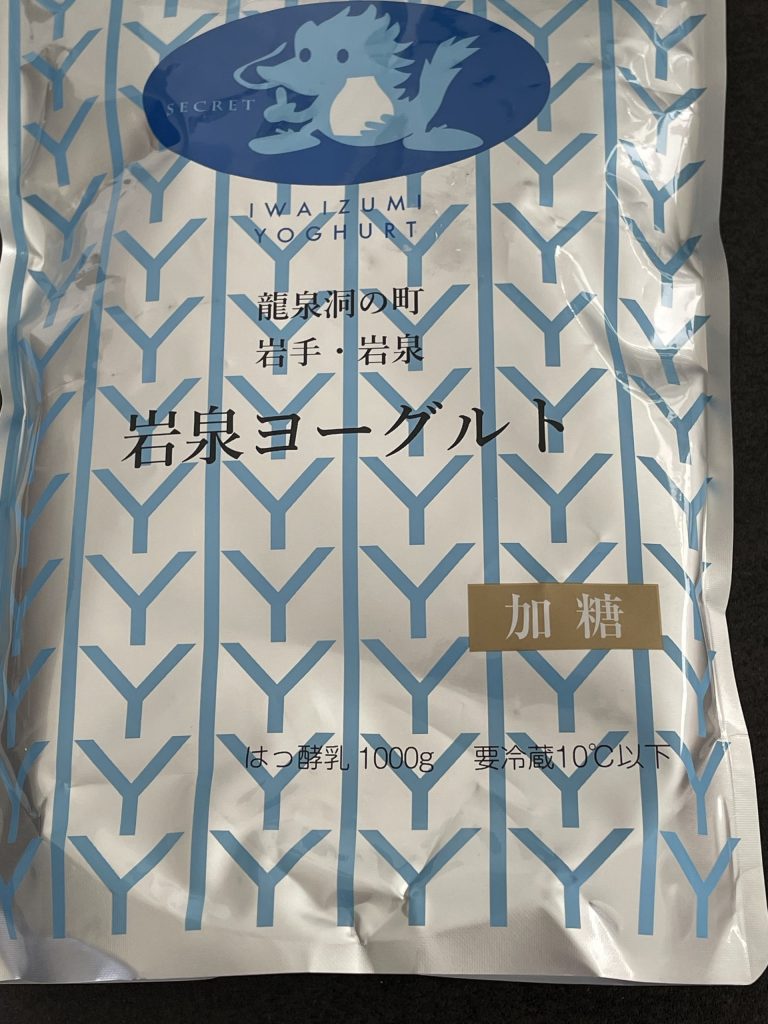 SECRET
IWAIZUMI
YOGHURT
龍泉洞の町
岩手・岩泉
岩泉ヨーグルト
加糖
はっ酵乳 1000g 要冷蔵10℃以下